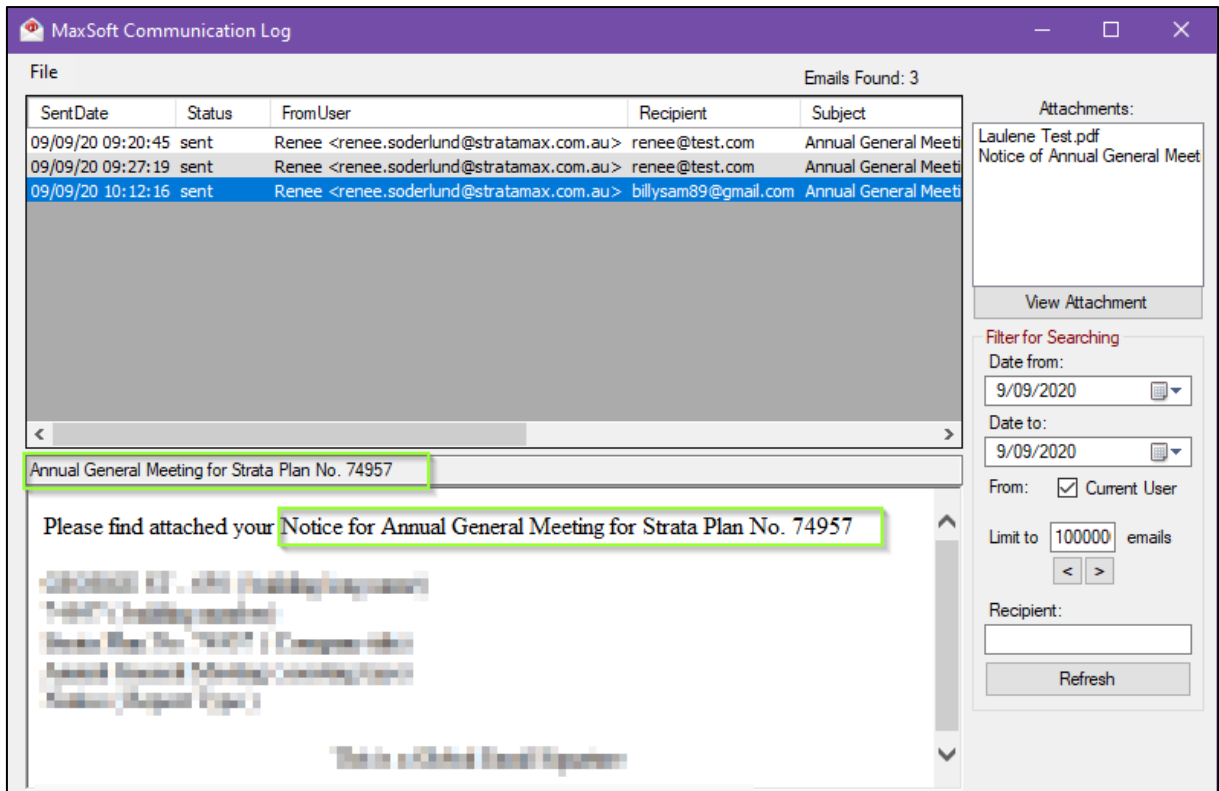 MaxSoft Communication Log
File
Emails Found: 3
SentDate Status FromUser Recipient Subject
09/09/20 09:20:45 sent Renee <renee.soderlund@stratamax.com.au> renee@test.com Annual General Meeti
09/09/20 09:27:19 sent Renee <renee.soderlund@stratamax.com.au> renee@test.com Annual General Meeti
09/09/20 10:12:16 sent Renee <renee.soderlund@stratamax.com.au> billysam89@gmail.com Annual General Meeti
Annual General Meeting for Strata Plan No. 74957
Please find attached your Notice for Annual General Meeting for Strata Plan No. 74957
Attachments:
Laulene Test.pdf
Notice of Annual General Meet
View Attachment
Filter for Searching
Date from:
9/09/2020
Date to:
9/09/2020
From: Current User
Limit to 100000 emails
< >
Recipient:
Refresh